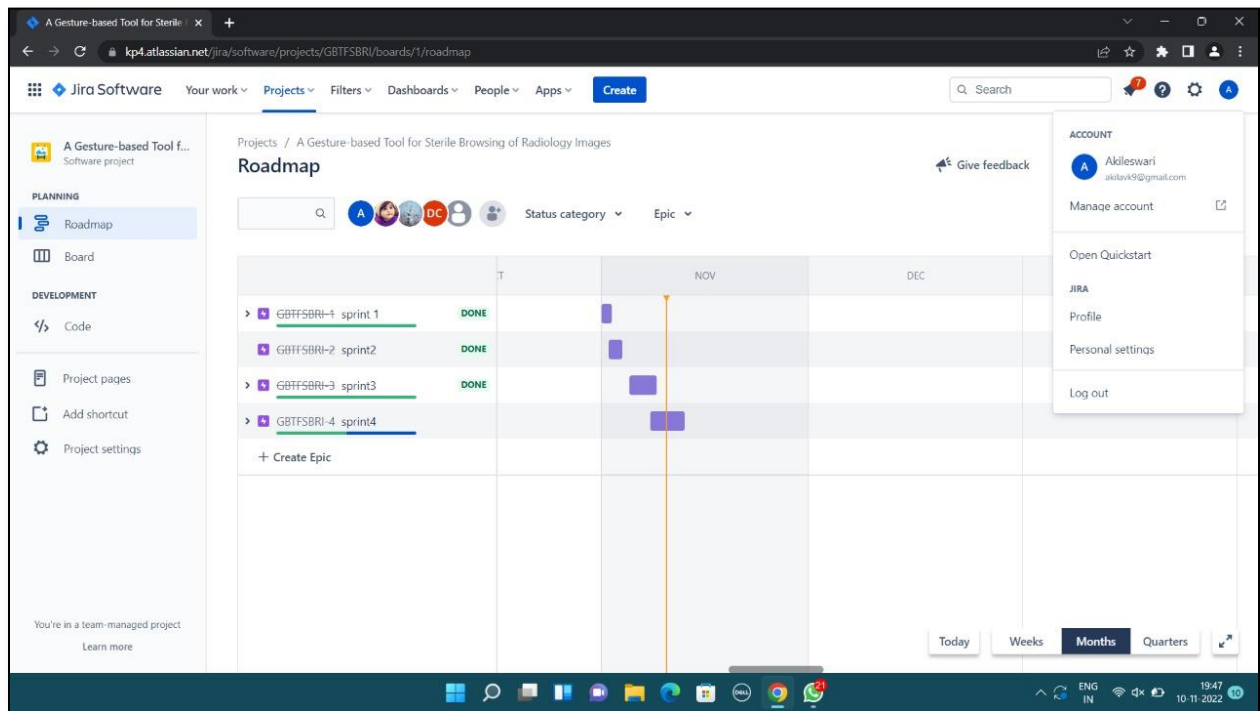 A Gesture-based Tool for Sterile
kp4.atlassian.net/jira/software/projects/GBTFSBRI/boards/1/roadmap
Jira Software Your work Projects Filters Dashboards People Apps Create Search 7 A
A Gesture-based Tool f...
Software project
PLANNING
Roadmap
Board
DEVELOPMENT
Code
Project pages
Add shortcut
Project settings
You're in a team-managed project
Learn more
Projects / A Gesture-based Tool for Sterile Browsing of Radiology Images
Roadmap
Give feedback
A DC Status category Epic
T NOV DEC
GBTFSBRI-1 sprint 1 DONE
GBTFSBRI-2 sprint2 DONE
GBTFSBRI-3 sprint3 DONE
GBTFSBRI-4 sprint4
+ Create Epic
ACCOUNT
A Akileswari
akilavk9@gmail.com
Manage account
Open Quickstart
JIRA
Profile
Personal settings
Log out
Today Weeks Months Quarters
DELL 21
ENG
IN
19:47
10-11-2022
10